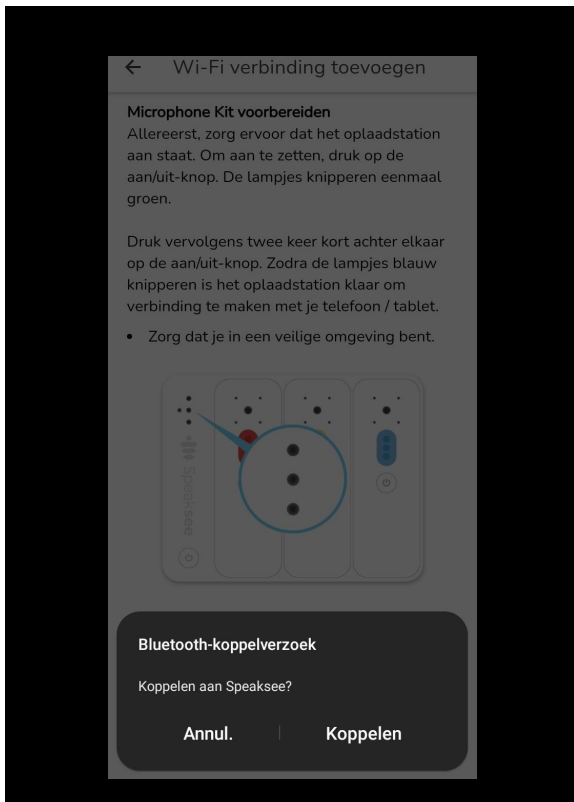 Wi-Fi verbinding toevoegen
Microphone Kit voorbereiden
Allereerst, zorg ervoor dat het oplaadstation
aan staat. Om aan te zetten, druk op de
aan/uit-knop. De lampjes knipperen eenmaal
groen.
Druk vervolgens twee keer kort achter elkaar
op de aan/uit-knop. Zodra de lampjes blauw
knipperen is het oplaadstation klaar om
verbinding te maken met je telefoon / tablet.
• Zorg dat je in een veilige omgeving bent.
Speaksee
Bluetooth-koppelverzoek
Koppelen aan Speaksee?
Annul. Koppelen